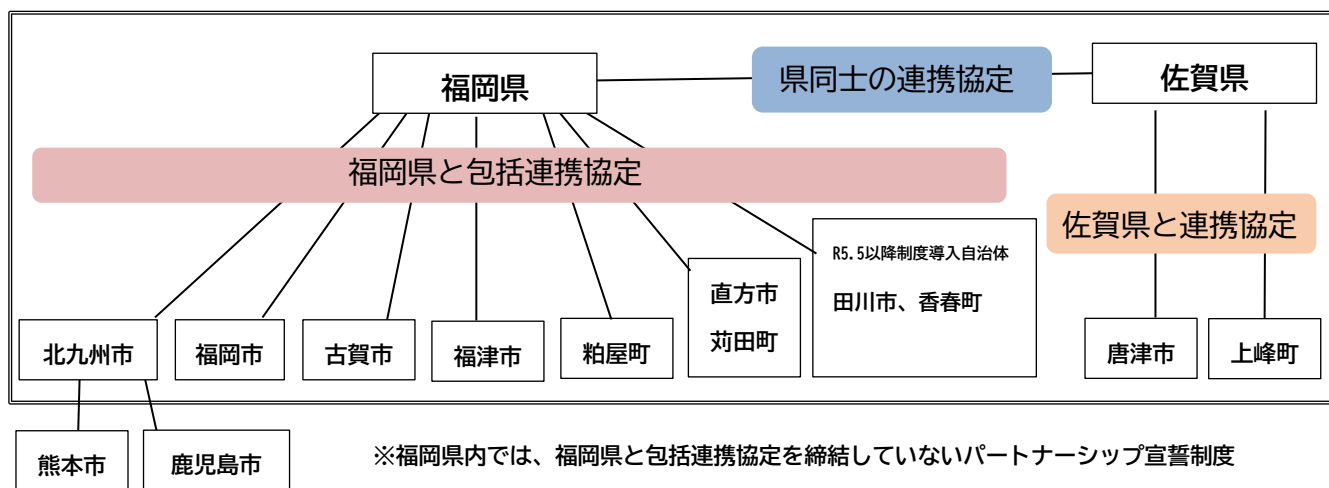 福岡県
県同士の連携協定
佐賀県
福岡県と包括連携協定
佐賀県と連携協定
R5.5以降制度導入自治体
田川市、香春町
直方市
苅田町
北九州市
福岡市
古賀市
福津市
粕屋町
唐津市
上峰町
熊本市
鹿児島市
※福岡県内では、福岡県と包括連携協定を締結していないパートナーシップ宣誓制度